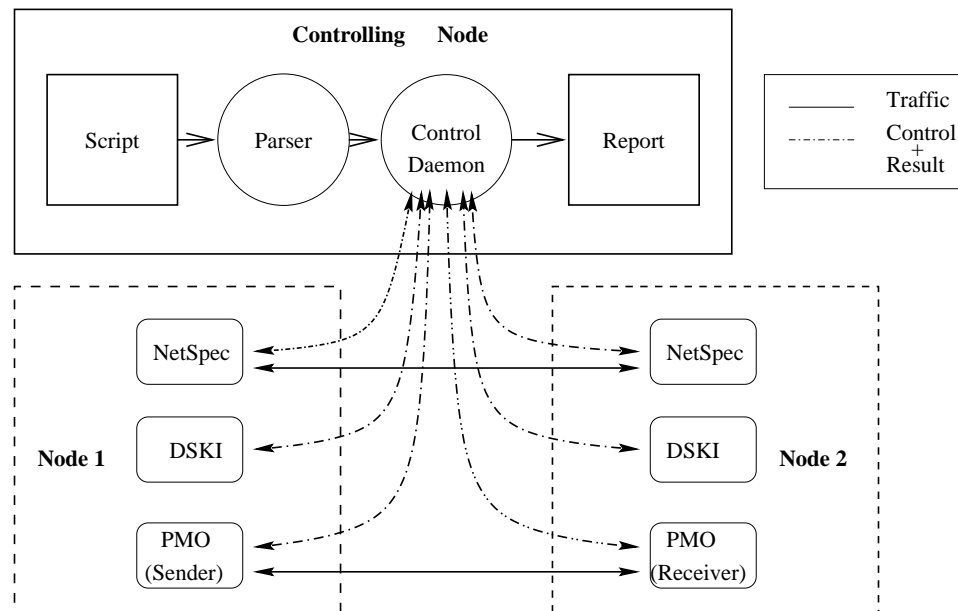 Controlling Node
Script
Parser
Control
Daemon
Report
Traffic
Control
+
Result
NetSpec
NetSpec
Node 1
DSKI
DSKI
Node 2
PMO
(Sender)
PMO
(Receiver)